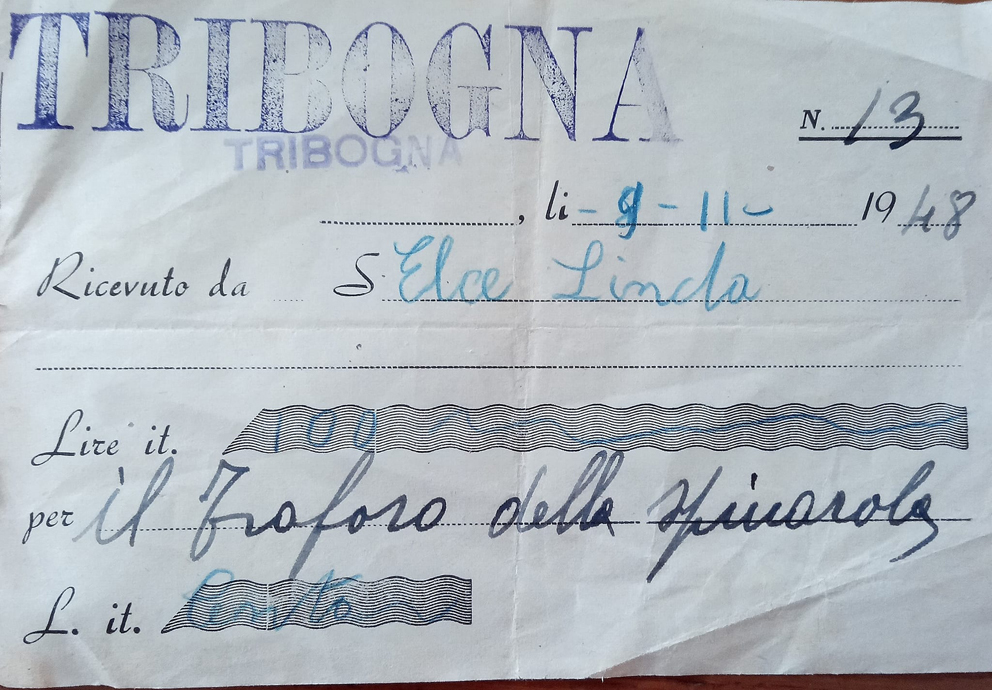 TRIBOGNA
TRIBOGNA
N. 13
, li - 9 - 11 - 1948
Ricevuto da S. Elce Linda
Lire it. 100
per il Traforo della spinarola
L. it. Cento